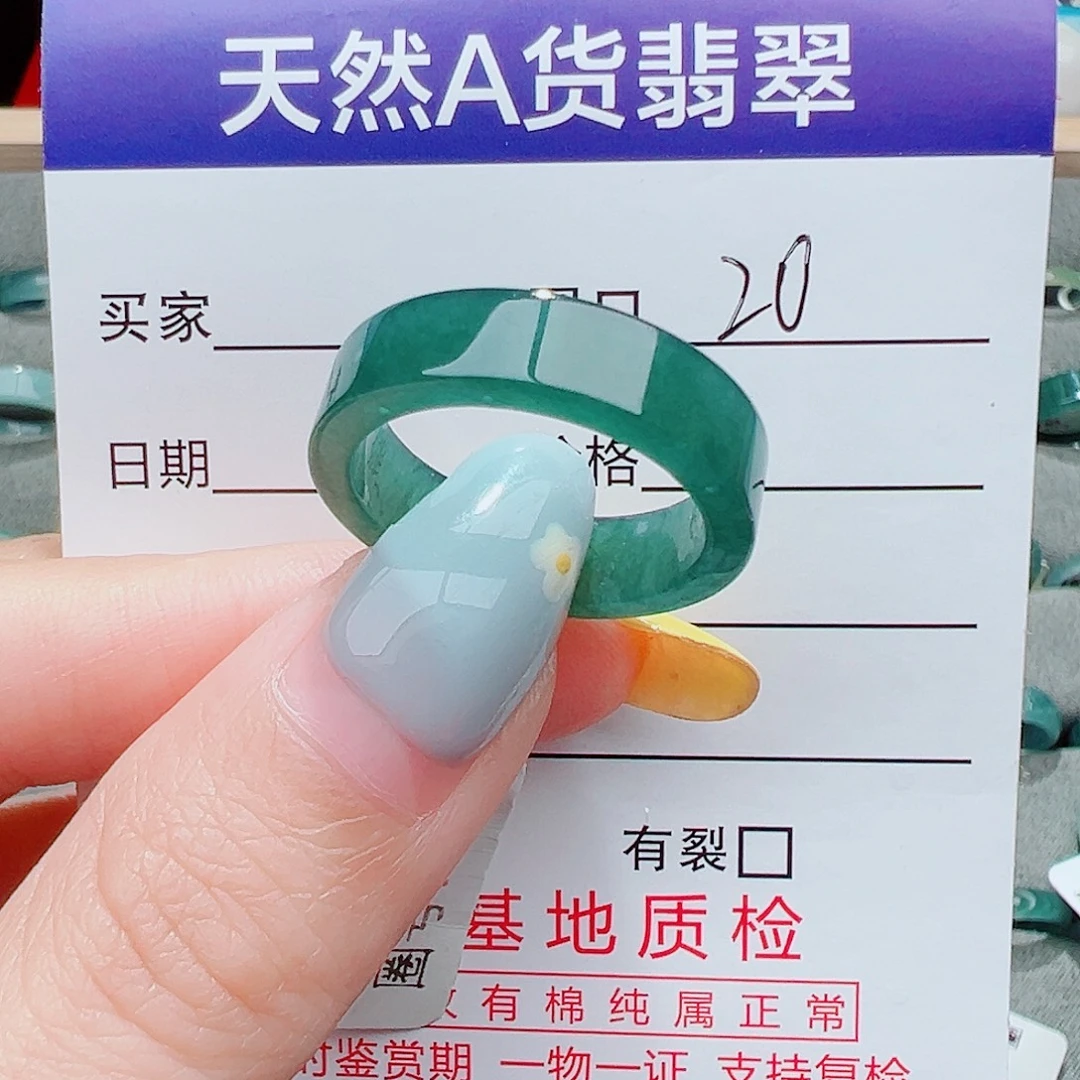 天然A货翡翠
买家 20
日期 格
有裂□
基地质检
有棉纯属正常
时鉴赏期 一物一证 支持复检